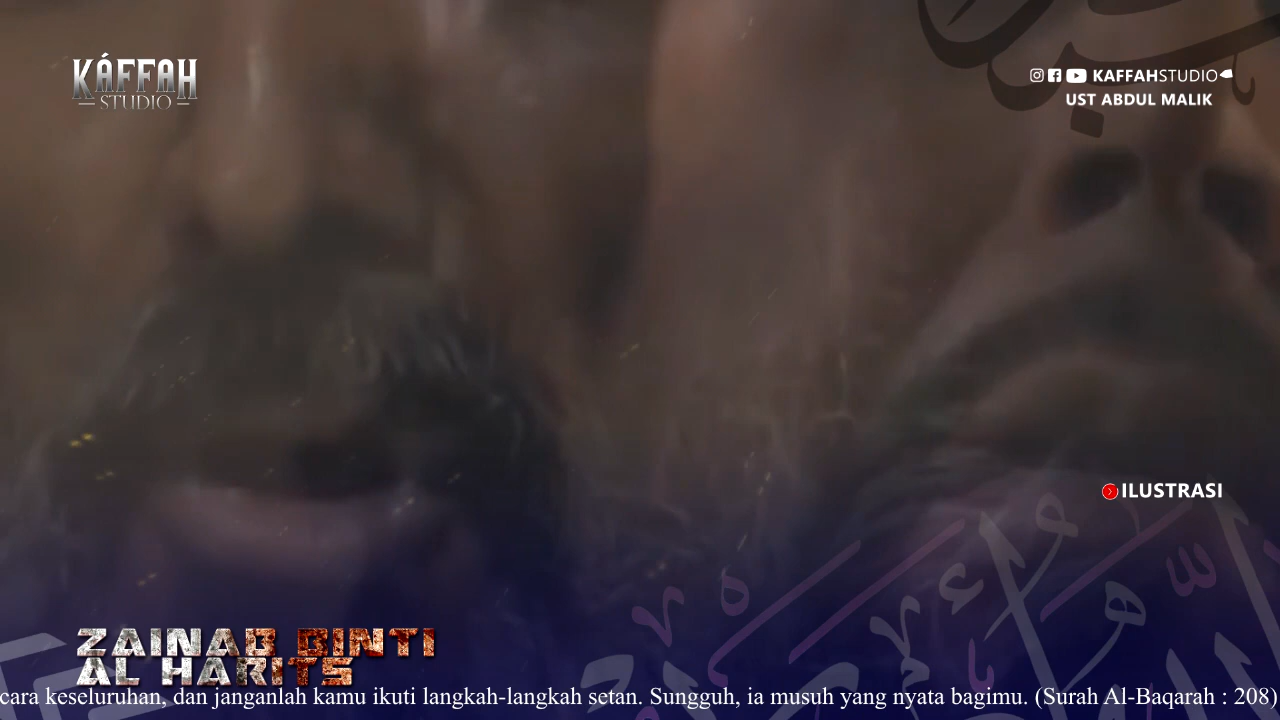 KÁFFAH
STUDIO
KAFFAHSTUDIO
UST ABDUL MALIK
ILUSTRASI
ZAINAB BINTI
AL HARITS
cara keseluruhan, dan janganlah kamu ikuti langkah-langkah setan. Sungguh, ia musuh yang nyata bagimu. (Surah Al-Baqarah : 208)